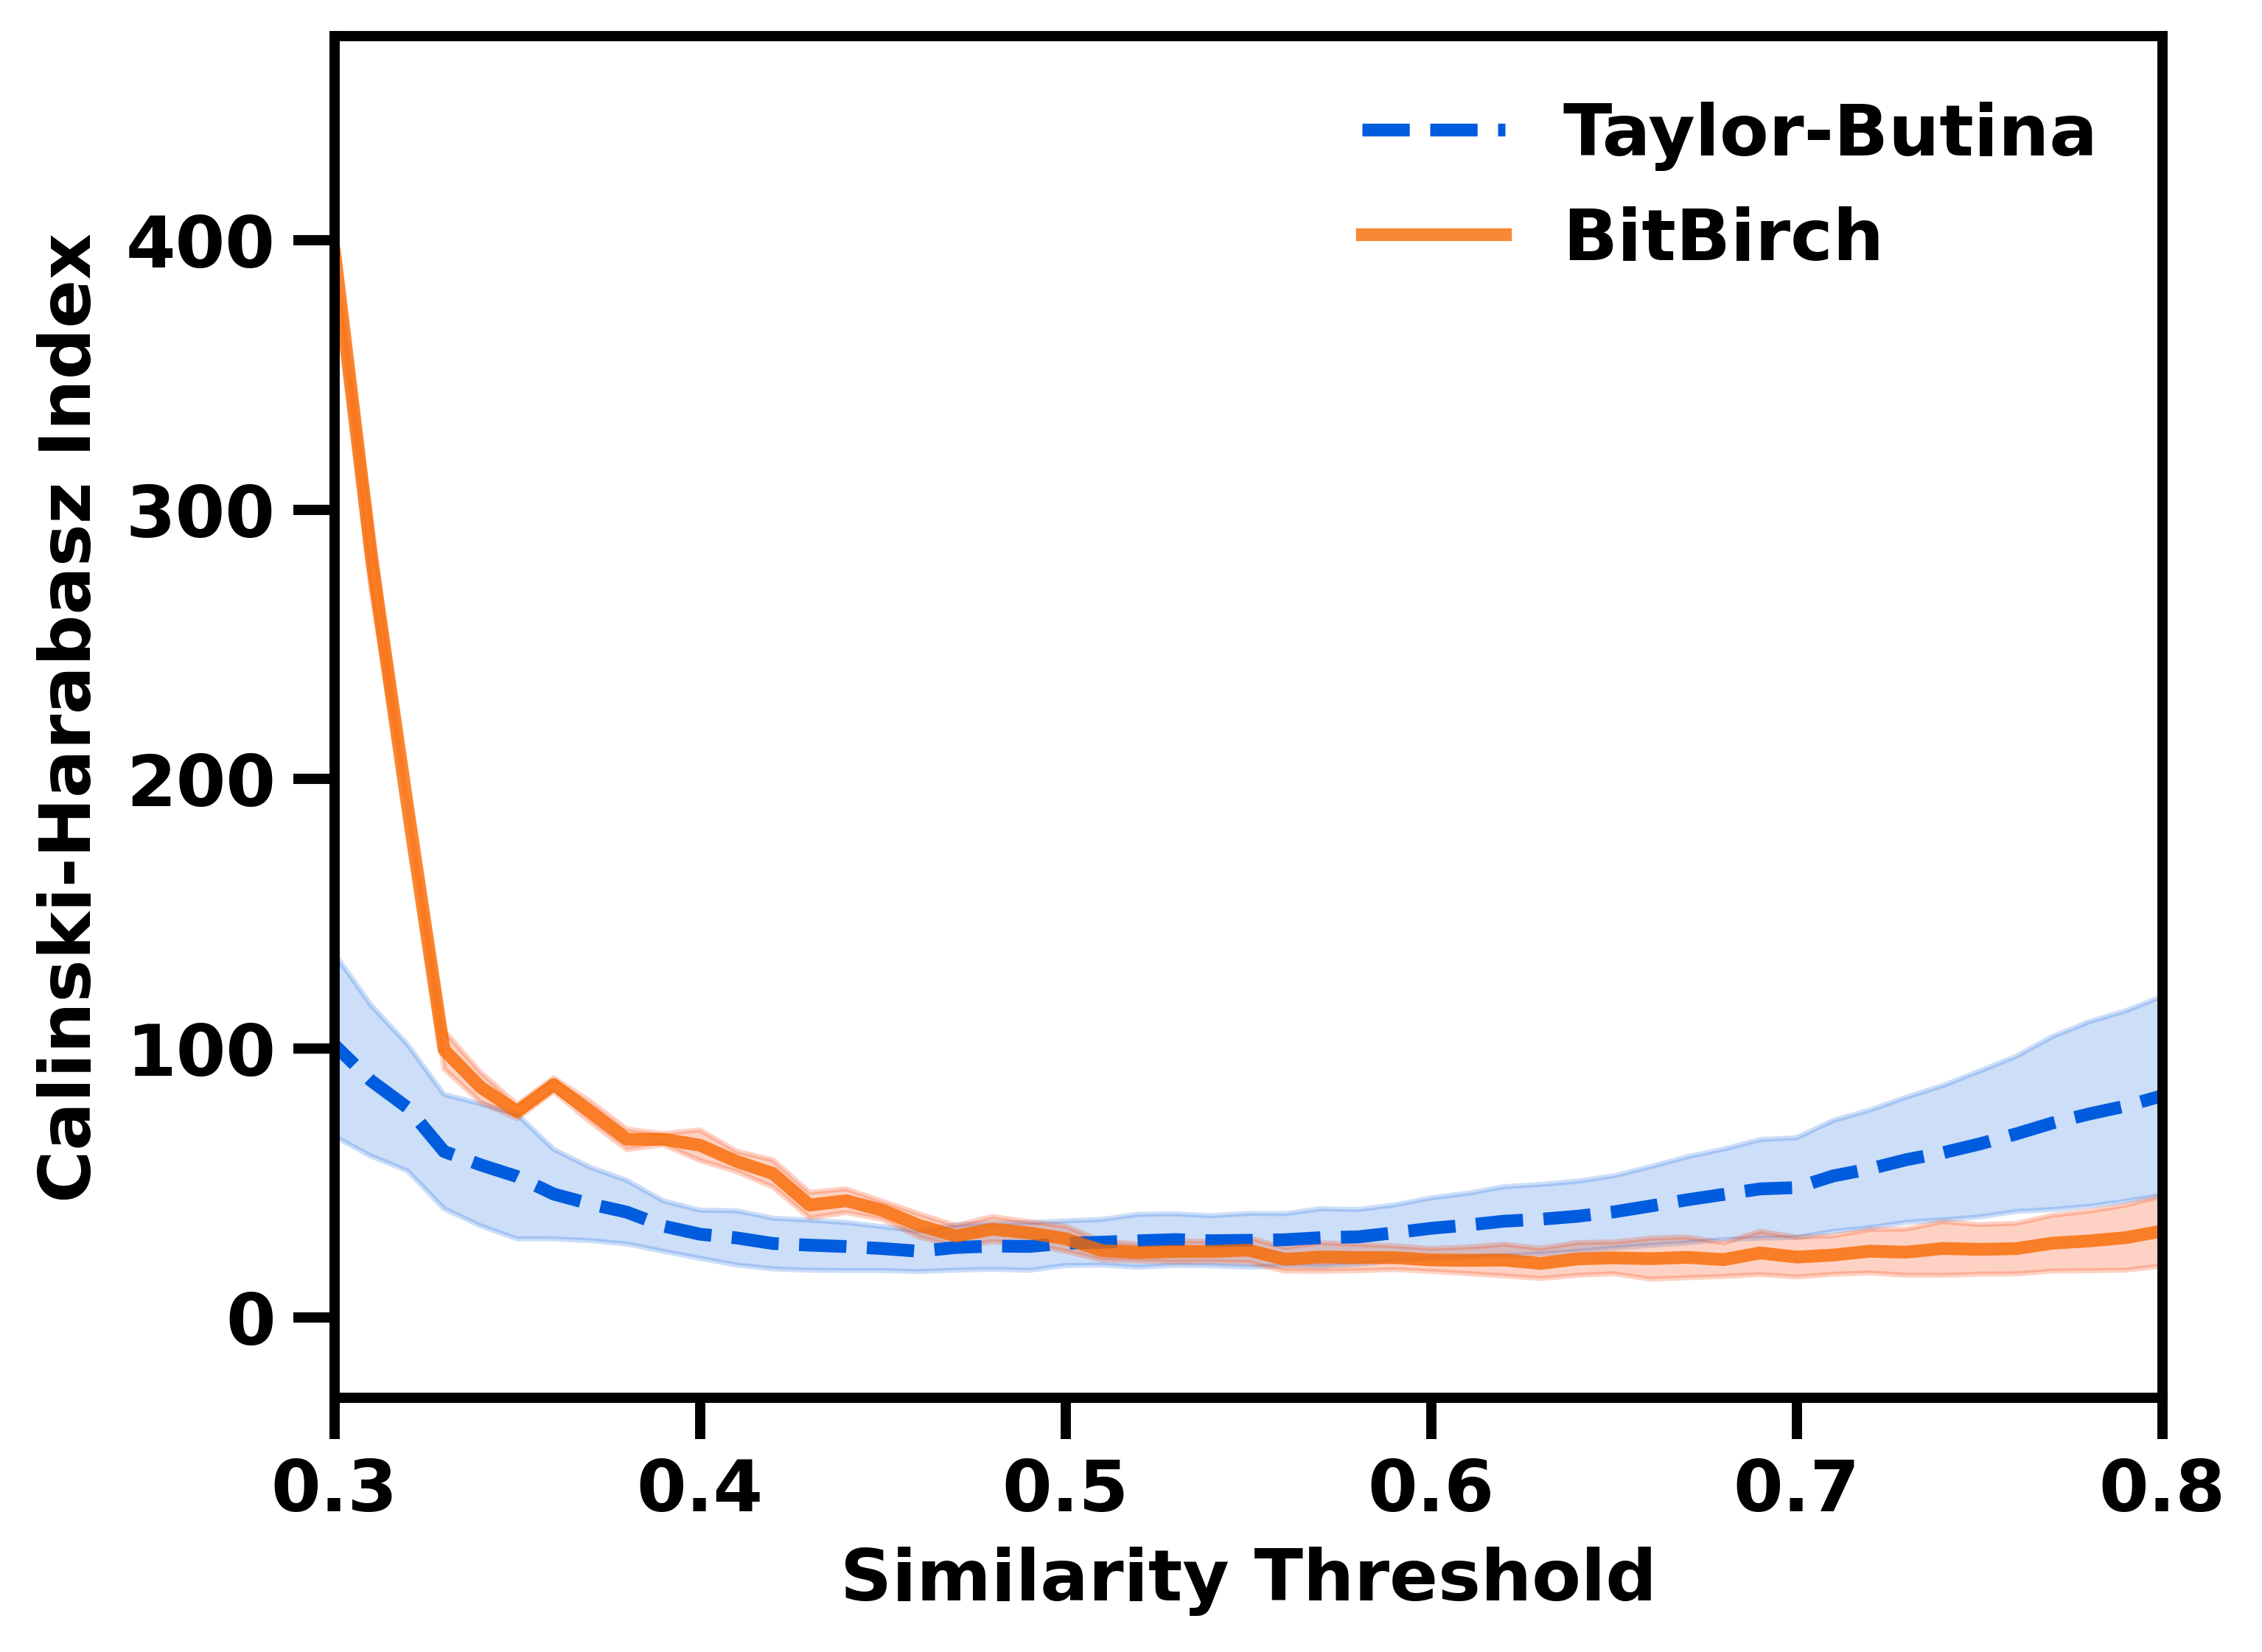 Taylor-Butina
BitBirch
Calinski-Harabasz Index
400
300
200
100
0
0.3 0.4 0.5 0.6 0.7 0.8
Similarity Threshold